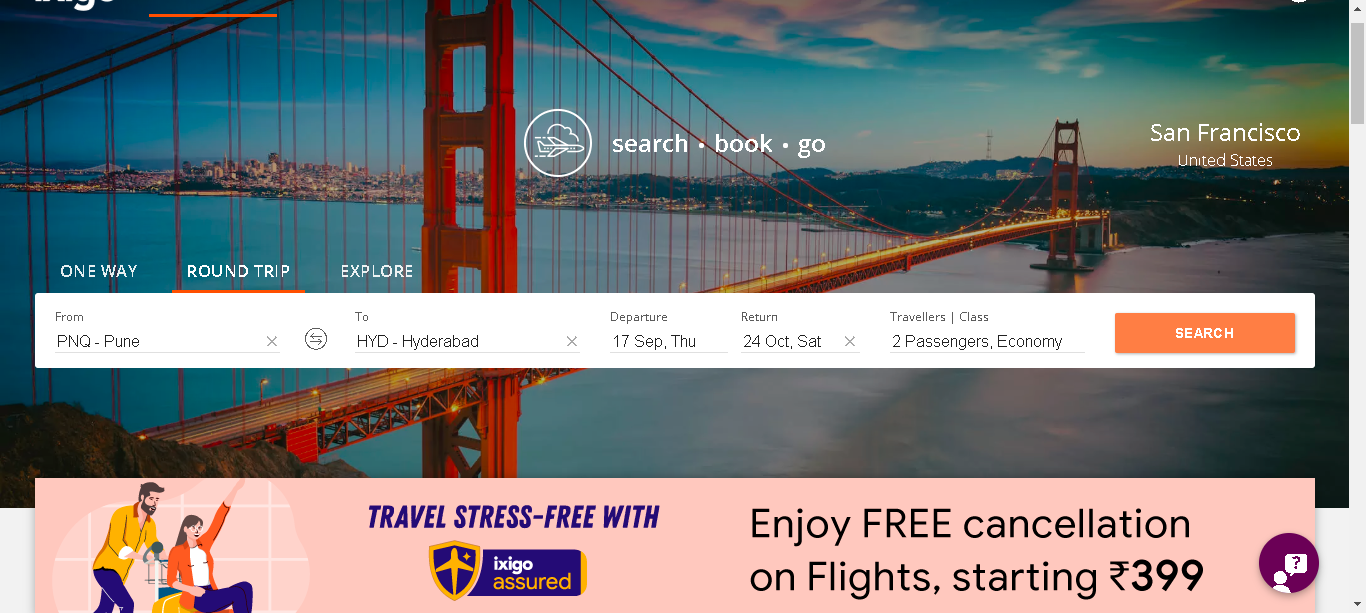 ixigo
search • book • go
San Francisco
United States
ONE WAY
ROUND TRIP
EXPLORE
From
PNQ - Pune
To
HYD - Hyderabad
Departure
17 Sep, Thu
Return
24 Oct, Sat
Travellers | Class
2 Passengers, Economy
SEARCH
TRAVEL STRESS-FREE WITH
ixigo
assured
Enjoy FREE cancellation
on Flights, starting ₹399
?